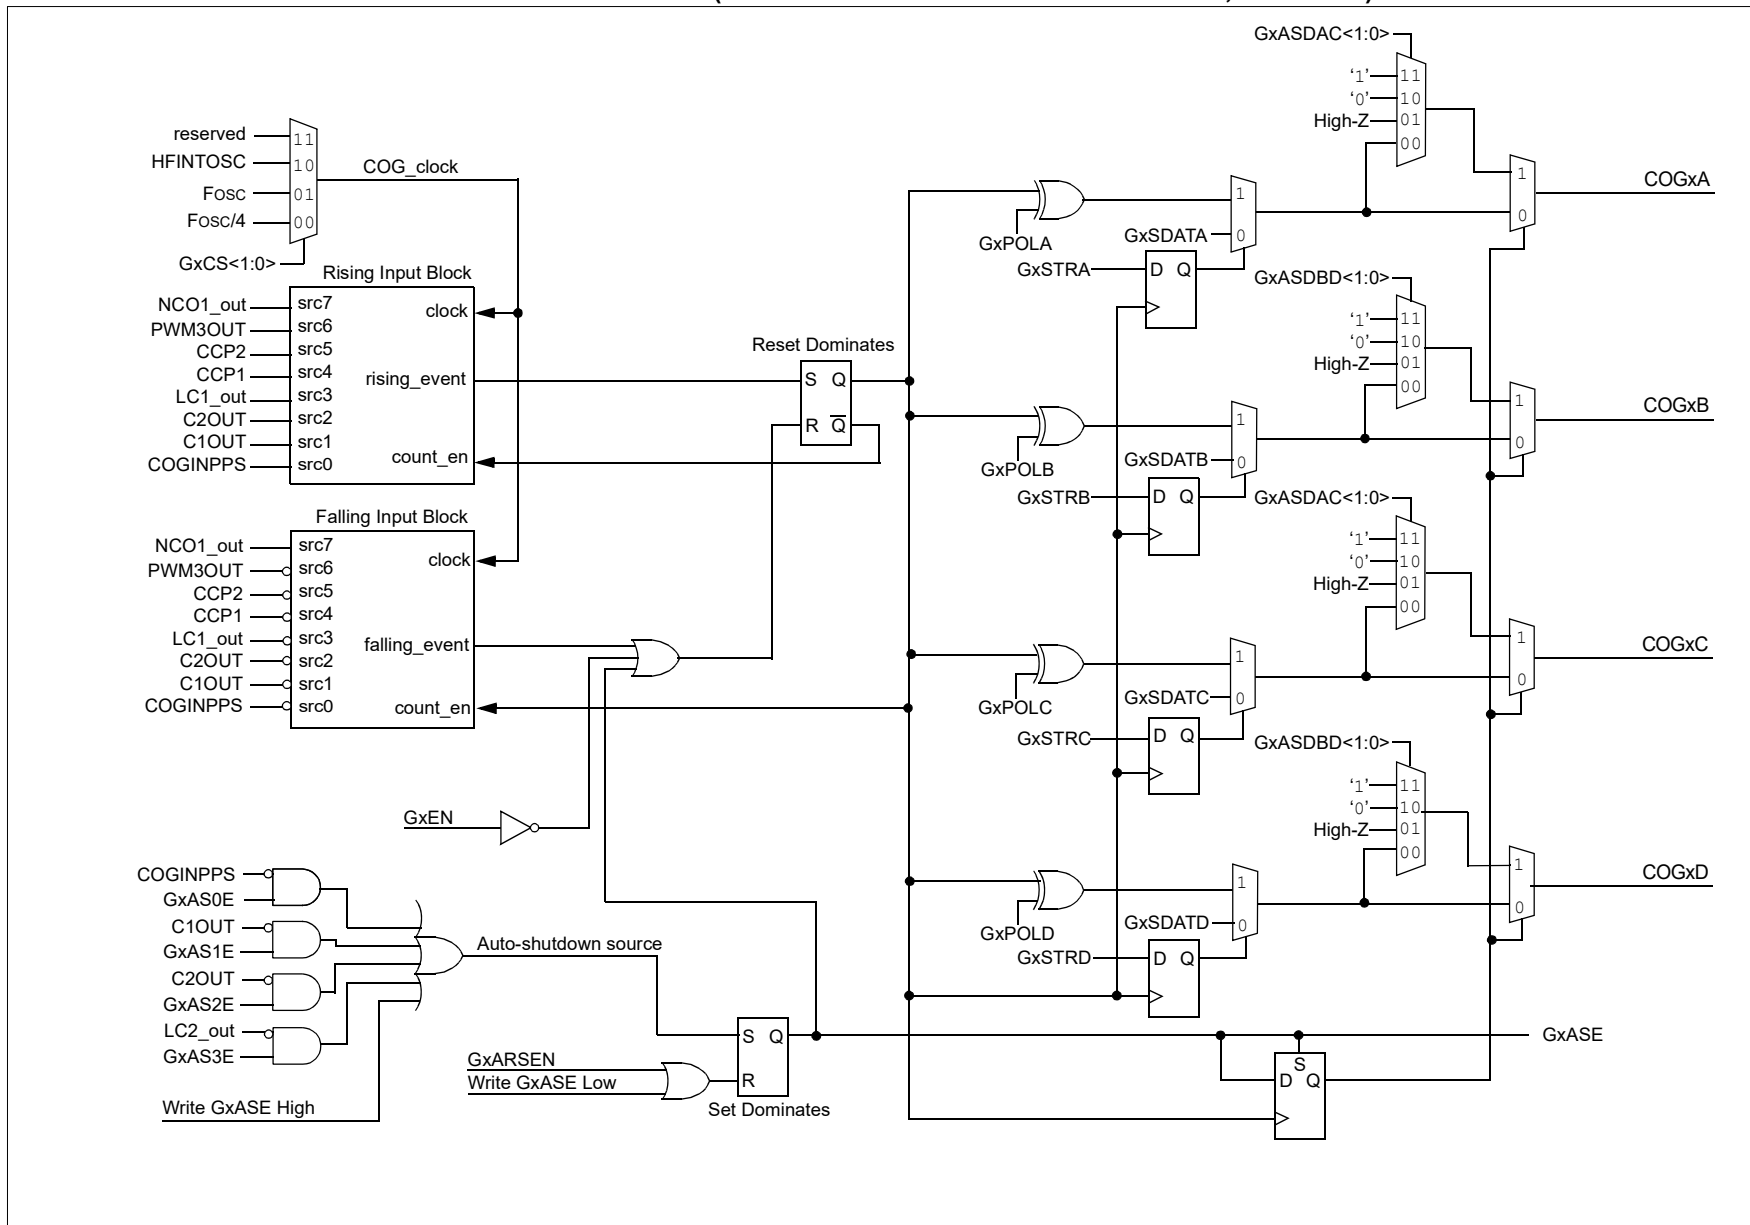 GxASDAC<1:0>
'1' 11
'0' 10
High-Z 01
00
reserved 11
HFINTOSC 10
FOSC 01
FOSC/4 00
GxCS<1:0>
COG_clock
1
0
COGxA
1
GxSDATA 0
GxPOLA
GxSTRA D Q
Rising Input Block
NCO1_out src7
PWM3OUT src6
CCP2 src5
CCP1 src4
LC1_out src3
C2OUT src2
C1OUT src1
COGINPPS src0
clock
rising_event
count_en
Reset Dominates
S Q
R Q
GxASDBD<1:0>
'1' 11
'0' 10
High-Z 01
00
1
0
COGxB
1
GxSDATB 0
GxPOLB
GxSTRB D Q
Falling Input Block
NCO1_out src7
PWM3OUT src6
CCP2 src5
CCP1 src4
LC1_out src3
C2OUT src2
C1OUT src1
COGINPPS src0
clock
falling_event
count_en
GxASDAC<1:0>
'1' 11
'0' 10
High-Z 01
00
1
0
COGxC
1
GxSDATC 0
GxPOLC
GxSTRC D Q
GxEN
GxASDBD<1:0>
'1' 11
'0' 10
High-Z 01
00
1
0
COGxD
1
GxSDATD 0
GxPOLD
GxSTRD D Q
COGINPPS
GxAS0E
C1OUT
GxAS1E
C2OUT
GxAS2E
LC2_out
GxAS3E
Auto-shutdown source
Write GxASE High
GxARSEN
Write GxASE Low
S Q
R
Set Dominates
GxASE
S
D Q